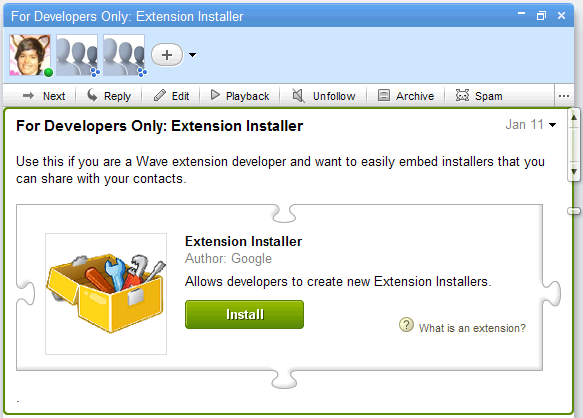 For Developers Only: Extension Installer
Next Reply Edit Playback Unfollow Archive Spam ...
For Developers Only: Extension Installer
Jan 11
Use this if you are a Wave extension developer and want to easily embed installers that you
can share with your contacts.
Extension Installer
Author: Google
Allows developers to create new Extension Installers.
Install
? What is an extension?
.